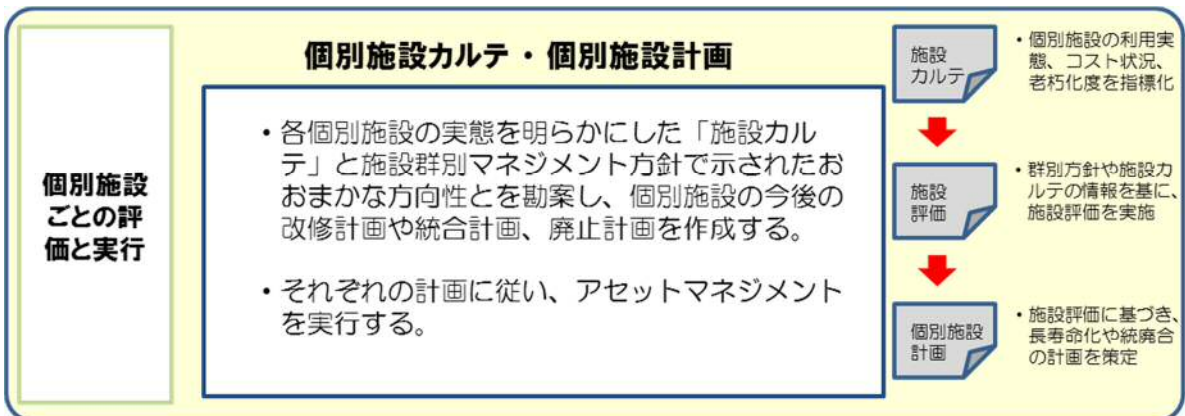 個別施設
ごとの評
価と実行
個別施設カルテ・個別施設計画
・各個別施設の実態を明らかにした「施設カル
テ」と施設群別マネジメント方針で示されたお
おまかな方向性とを勘案し、個別施設の今後の
改修計画や統合計画、廃止計画を作成する。
・それぞれの計画に従い、アセットマネジメント
を実行する。
施設
カルテ
・個別施設の利用実
態、コスト状況、
老朽化度を指標化
施設
評価
・群別方針や施設カ
ルテの情報を基に、
施設評価を実施
個別施設
計画
・施設評価に基づき、
長寿命化や統廃合
の計画を策定